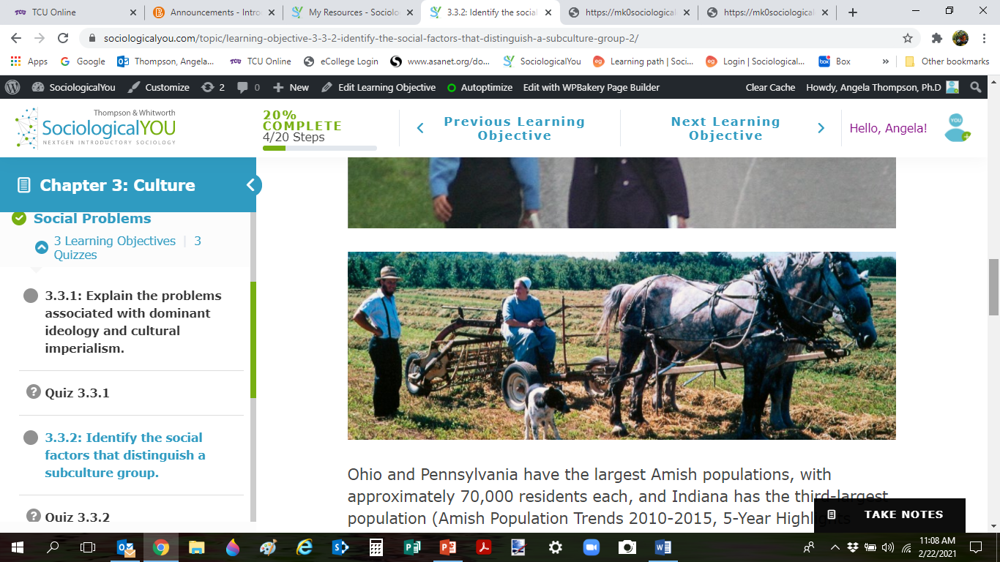 TCU Online
Announcements - Intro
My Resources - Sociolo
3.3.2: Identify the social
https://mk0sociological
https://mk0sociological
sociologicalyou.com/topic/learning-objective-3-3-2-identify-the-social-factors-that-distinguish-a-subculture-group-2/
Apps
Google
Thompson, Angela...
TCU Online
eCollege Login
www.asanet.org/do...
SociologicalYou
Learning path | Soci...
Login | Sociological...
Box
»
Other bookmarks
SociologicalYou
Customize
2
0
New
Edit Learning Objective
Autoptimize
Edit with WPBakery Page Builder
Clear Cache
Howdy, Angela Thompson, Ph.D
Thompson & Whitworth
SociologicalYOU
NEXTGEN INTRODUCTORY SOCIOLOGY
20%
COMPLETE
4/20 Steps
Previous Learning
Objective
Next Learning
Objective
Hello, Angela!
YOU
Chapter 3: Culture
Social Problems
3 Learning Objectives | 3
Quizzes
3.3.1: Explain the problems
associated with dominant
ideology and cultural
imperialism.
Quiz 3.3.1
3.3.2: Identify the social
factors that distinguish a
subculture group.
Quiz 3.3.2
Ohio and Pennsylvania have the largest Amish populations, with
approximately 70,000 residents each, and Indiana has the third-largest
population (Amish Population Trends 2010-2015, 5-Year Highlights
TAKE NOTES
11:08 AM
2/22/2021